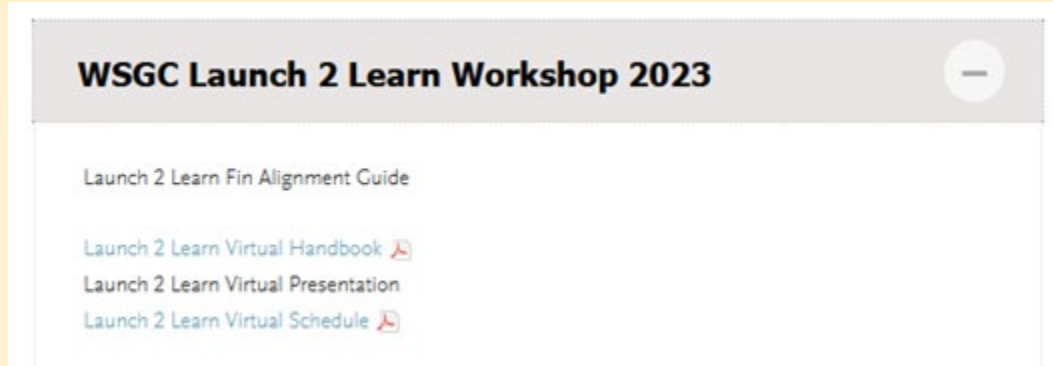 WSGC Launch 2 Learn Workshop 2023
Launch 2 Learn Fin Alignment Guide
Launch 2 Learn Virtual Handbook
Launch 2 Learn Virtual Presentation
Launch 2 Learn Virtual Schedule